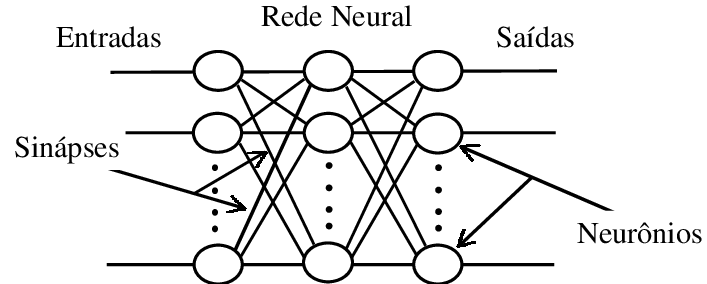 Rede Neural
Entradas
Saídas
Sinápses
Neurônios